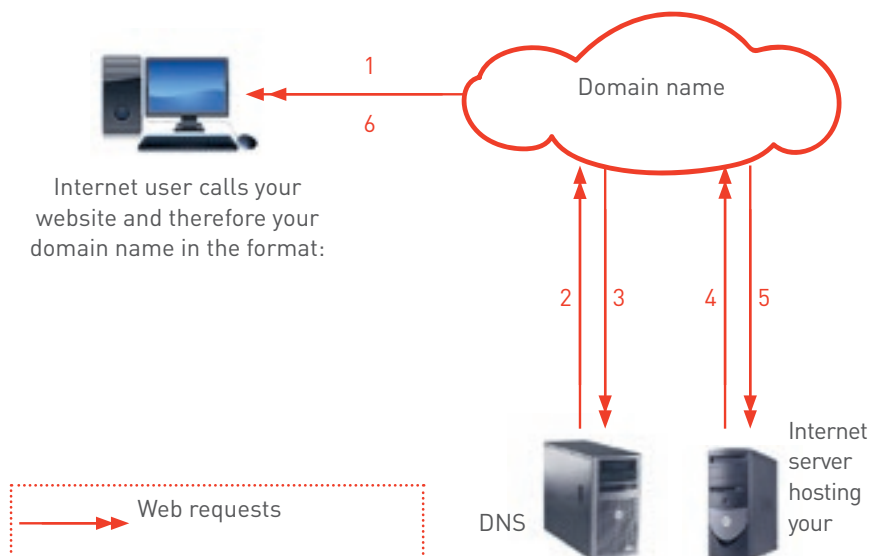 Domain name
1
6
Internet user calls your
website and therefore your
domain name in the format:
2
3
4
5
DNS
Internet
server
hosting
your
Web requests